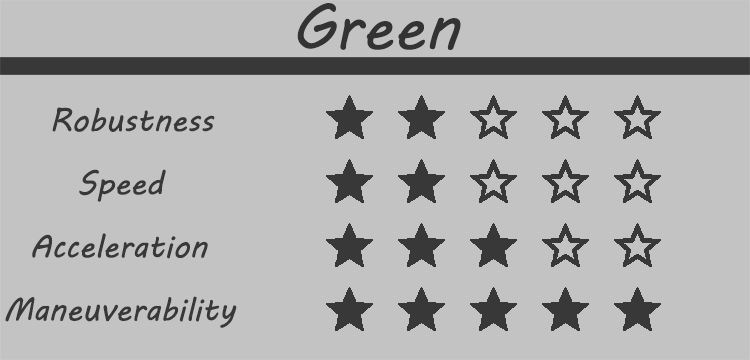 Green
Robustness
Speed
Acceleration
Maneuverability